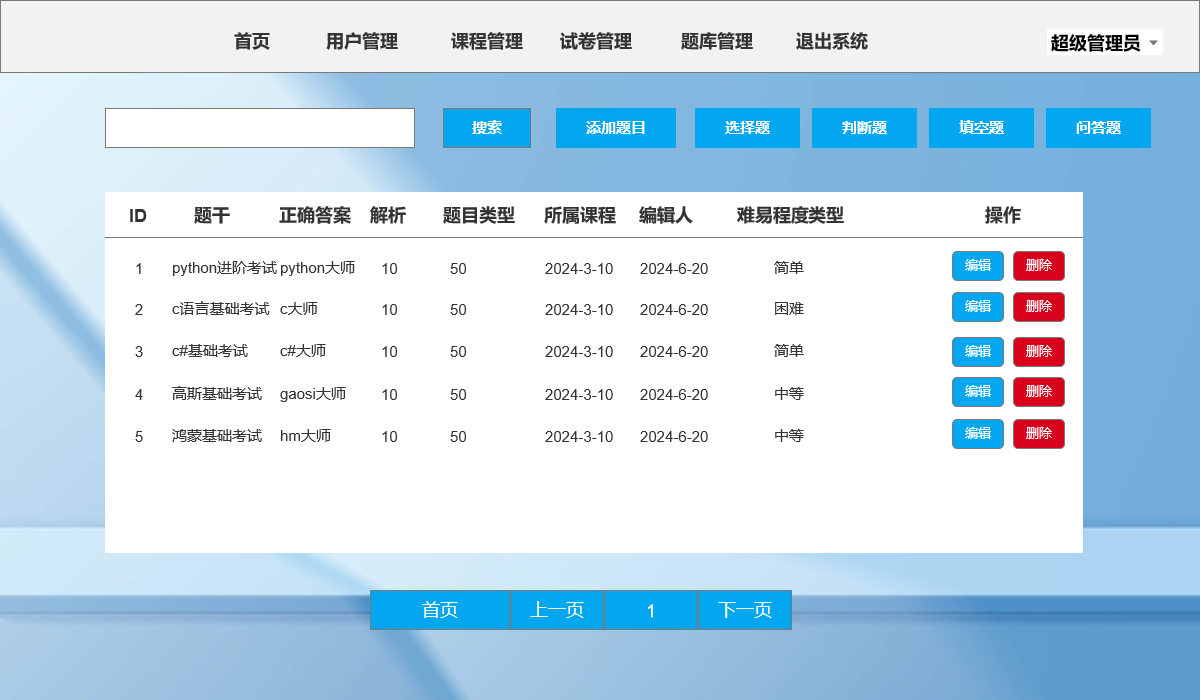 首页 用户管理 课程管理 试卷管理 题库管理 退出系统 超级管理员
搜索 添加题目 选择题 判断题 填空题 问答题
ID 题干 正确答案 解析 题目类型 所属课程 编辑人 难易程度类型 操作
1 python进阶考试 python大师 10 50 2024-3-10 2024-6-20 简单 编辑 删除
2 c语言基础考试 c大师 10 50 2024-3-10 2024-6-20 困难 编辑 删除
3 c#基础考试 c#大师 10 50 2024-3-10 2024-6-20 简单 编辑 删除
4 高斯基础考试 gaosi大师 10 50 2024-3-10 2024-6-20 中等 编辑 删除
5 鸿蒙基础考试 hm大师 10 50 2024-3-10 2024-6-20 中等 编辑 删除
首页 上一页 1 下一页